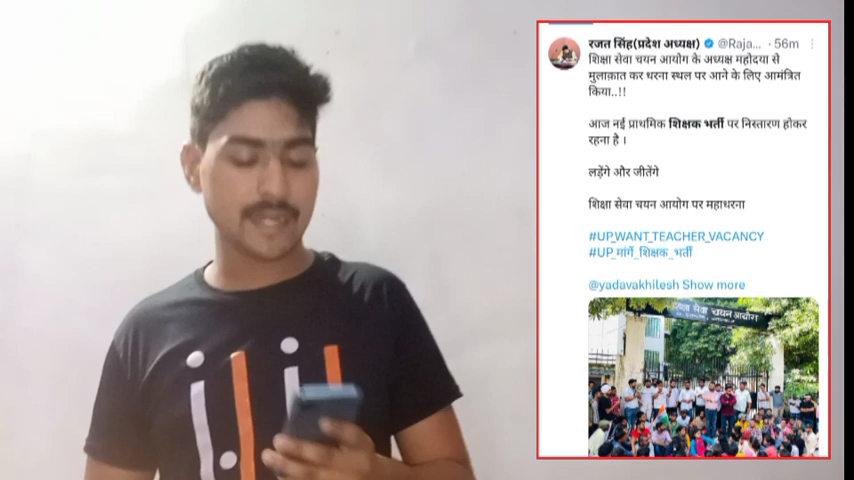 रजत सिंह(प्रदेश अध्यक्ष) @Raja... · 56m
शिक्षा सेवा चयन आयोग के अध्यक्ष महोदया से
मुलाक़ात कर धरना स्थल पर आने के लिए आमंत्रित
किया..!!
आज नई प्राथमिक शिक्षक भर्ती पर निस्तारण होकर
रहना है ।
लड़ेंगे और जीतेंगे
शिक्षा सेवा चयन आयोग पर महाधरना
#UP_WANT_TEACHER_VACANCY
#UP_मांगें_शिक्षक_भर्ती
@yadavakhilesh Show more
शिक्षा सेवा चयन आयोग